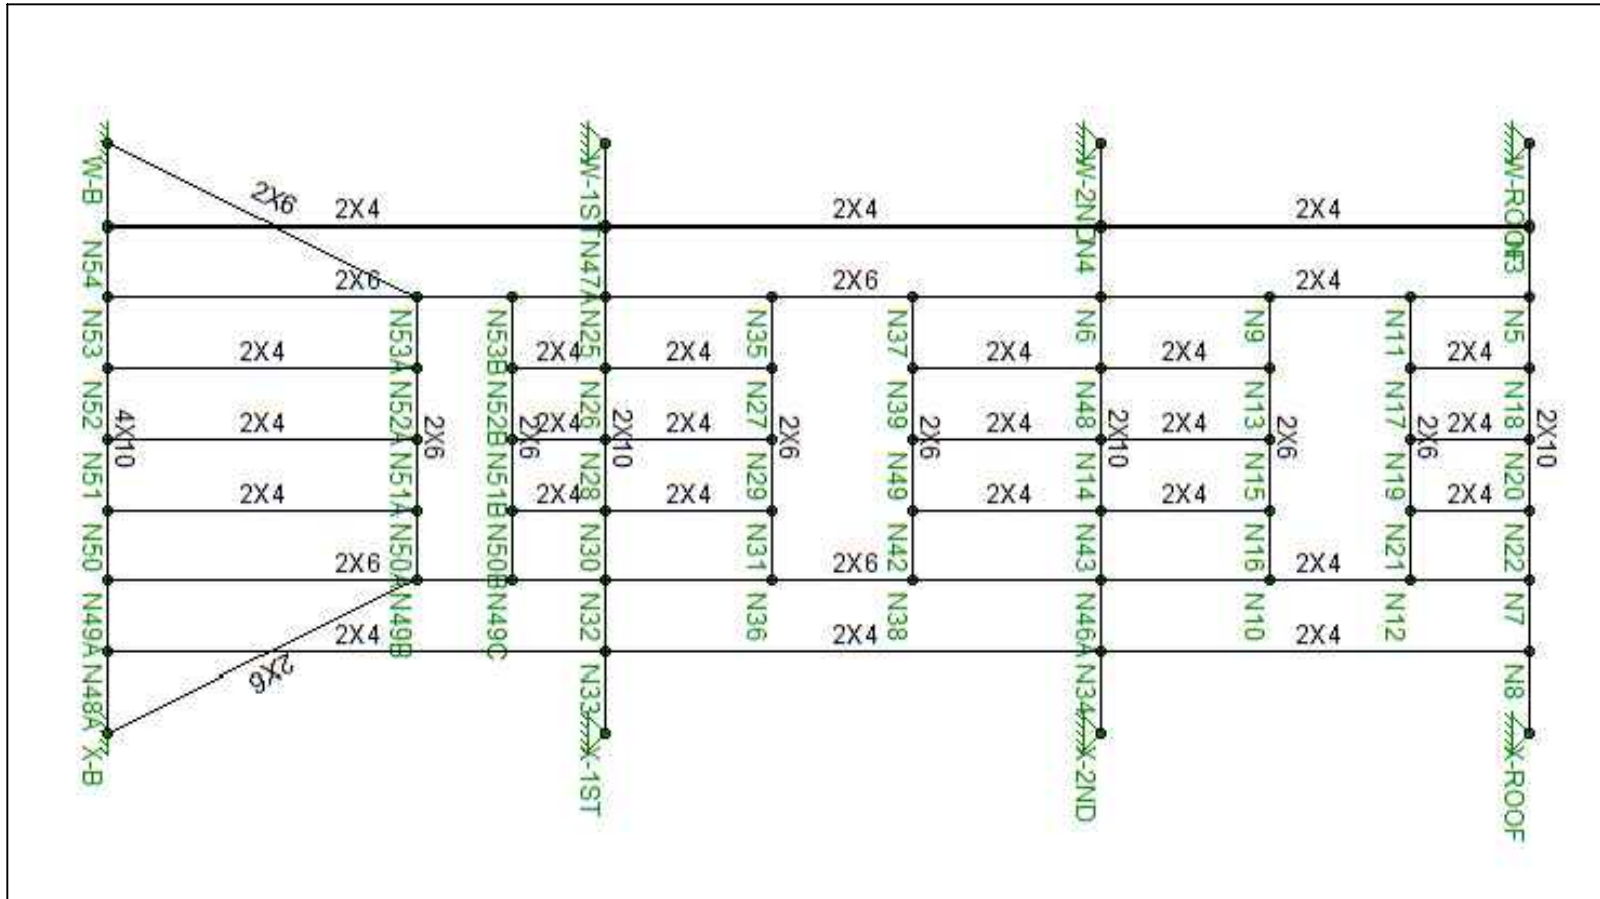 W-B
W-1ST
W-2ND
W-ROOF
2X6
2X4
2X4
2X4
N54
N47A
N4
N3
2X6
2X6
2X4
N53
N53A
N53B
N25
N35
N37
N6
N9
N11
N5
2X4
2X4
2X4
2X4
2X4
2X4
N52
N52A
N52B
N26
N27
N39
N48
N13
N17
N18
2X4
2X4
2X4
2X4
2X4
2X4
4X10
2X6
2X6
2X10
2X6
2X6
2X10
2X6
2X6
2X10
N51
N51A
N51B
N28
N29
N49
N14
N15
N19
N20
2X4
2X4
2X4
2X4
2X4
2X4
N50
N50A
N50B
N30
N31
N42
N43
N16
N21
N22
2X6
2X6
2X4
N49A
N49B
N49C
N32
N36
N38
N46A
N10
N12
N7
2X4
2X4
2X4
2X6
N48A
N33
N34
N8
X-B
X-1ST
X-2ND
X-ROOF